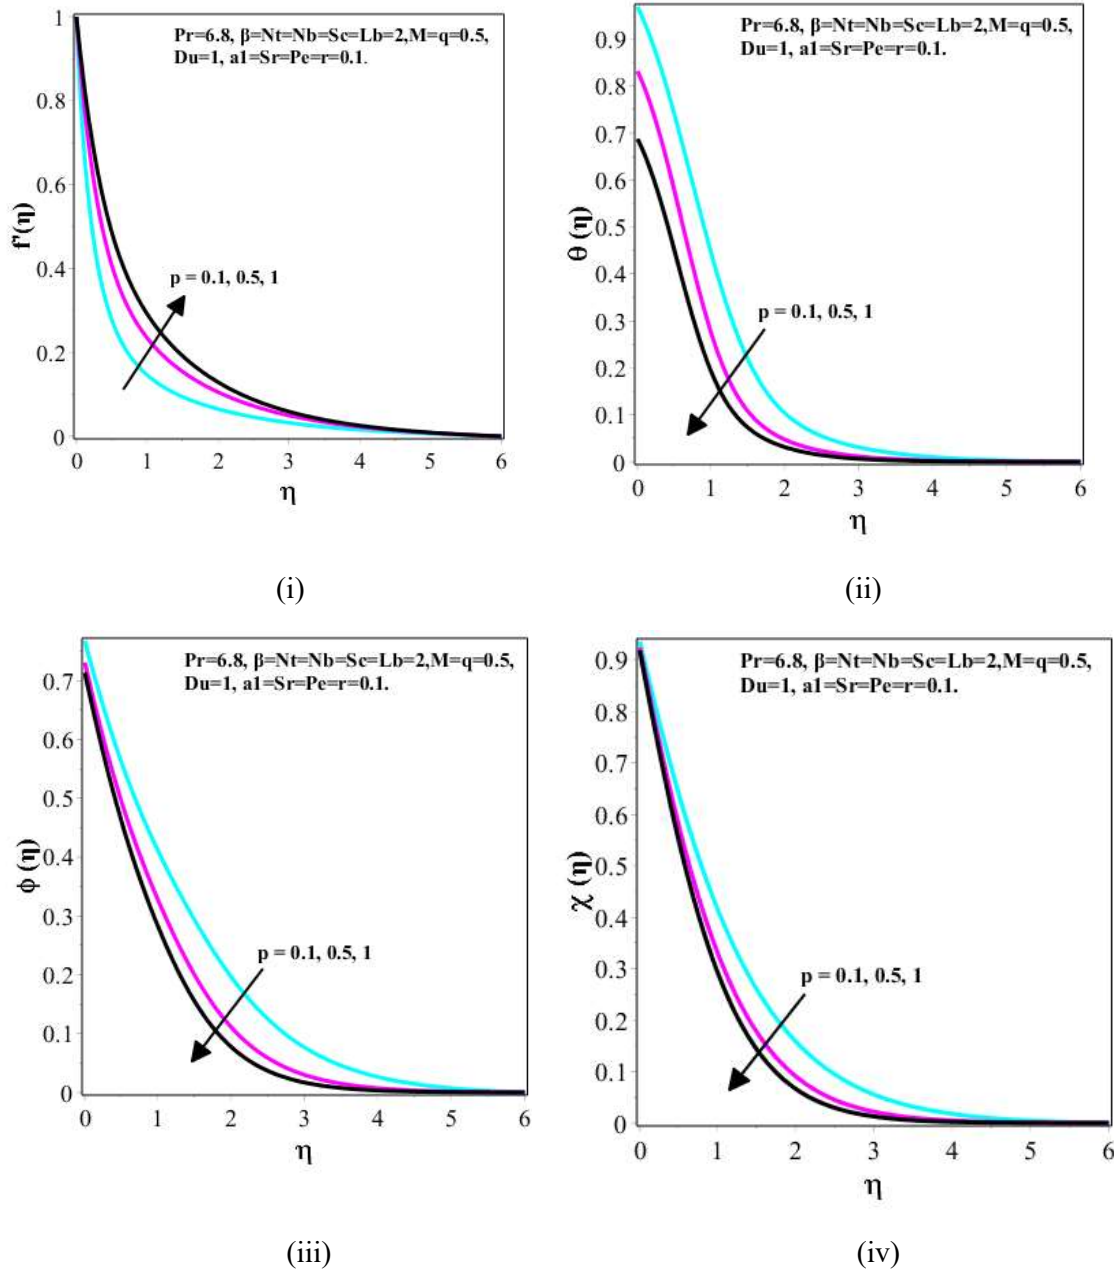 Pr=6.8, β=Nt=Nb=Sc=Lb=2,M=q=0.5,
Du=1, a1=Sr=Pe=r=0.1.
p = 0.1, 0.5, 1
f'(η)
1
0.8
0.6
0.4
0.2
0
0 1 2 3 4 5 6
η
(i)
Pr=6.8, β=Nt=Nb=Sc=Lb=2,M=q=0.5,
Du=1, a1=Sr=Pe=r=0.1.
p = 0.1, 0.5, 1
θ (η)
0.9
0.8
0.7
0.6
0.5
0.4
0.3
0.2
0.1
0
0 1 2 3 4 5 6
η
(ii)
Pr=6.8, β=Nt=Nb=Sc=Lb=2,M=q=0.5,
Du=1, a1=Sr=Pe=r=0.1.
p = 0.1, 0.5, 1
ϕ (η)
0.7
0.6
0.5
0.4
0.3
0.2
0.1
0
0 1 2 3 4 5 6
η
(iii)
Pr=6.8, β=Nt=Nb=Sc=Lb=2,M=q=0.5,
Du=1, a1=Sr=Pe=r=0.1.
p = 0.1, 0.5, 1
χ (η)
0.9
0.8
0.7
0.6
0.5
0.4
0.3
0.2
0.1
0
0 1 2 3 4 5 6
η
(iv)